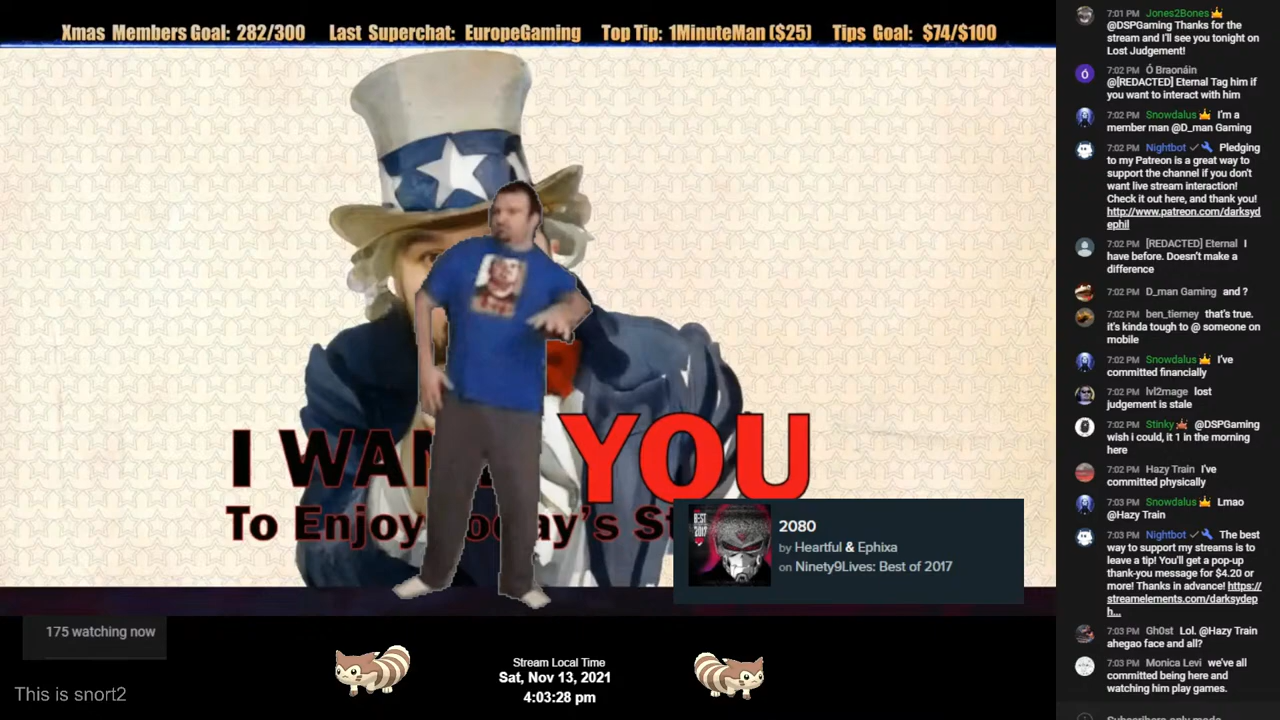 Xmas Members Goal: 282/300 Last Superchat: EuropeGaming Top Tip: 1MinuteMan ($25) Tips Goal: $74/$100
I WAN
YOU
To Enjoy
day's St
BEST
2017
2080
by Heartful & Ephixa
on Ninety9Lives: Best of 2017
175 watching now
This is snort2
Stream Local Time
Sat, Nov 13, 2021
4:03:28 pm
7:01 PM Jones2Bones
@DSPGaming Thanks for the
stream and I'll see you tonight on
Lost Judgement!
7:02 PM Ó Braonáin
@[REDACTED] Eternal Tag him if
you want to interact with him
7:02 PM Snowdalus I'm a
member man @D_man Gaming
7:02 PM Nightbot Pledging
to my Patreon is a great way to
support the channel if you don't
want live stream interaction!
Check it out here, and thank you!
http://www.patreon.com/darksyd
ephil
7:02 PM [REDACTED] Eternal I
have before. Doesn't make a
difference
7:02 PM D_man Gaming and ?
7:02 PM ben_tierney that's true.
it's kinda tough to @ someone on
mobile
7:02 PM Snowdalus I've
committed financially
7:02 PM lvl2mage lost
judgement is stale
7:02 PM Stinky @DSPGaming
wish i could, it 1 in the morning
here
7:02 PM Hazy Train I've
committed physically
7:03 PM Snowdalus Lmao
@Hazy Train
7:03 PM Nightbot The best
way to support my streams is to
leave a tip! You'll get a pop-up
thank-you message for $4.20 or
more! Thanks in advance! https://
streamelements.com/darksydep
h...
7:03 PM Gh0st Lol. @Hazy Train
ahegao face and all?
7:03 PM Monica Levi we've all
committed being here and
watching him play games.
Subscribers-only mode